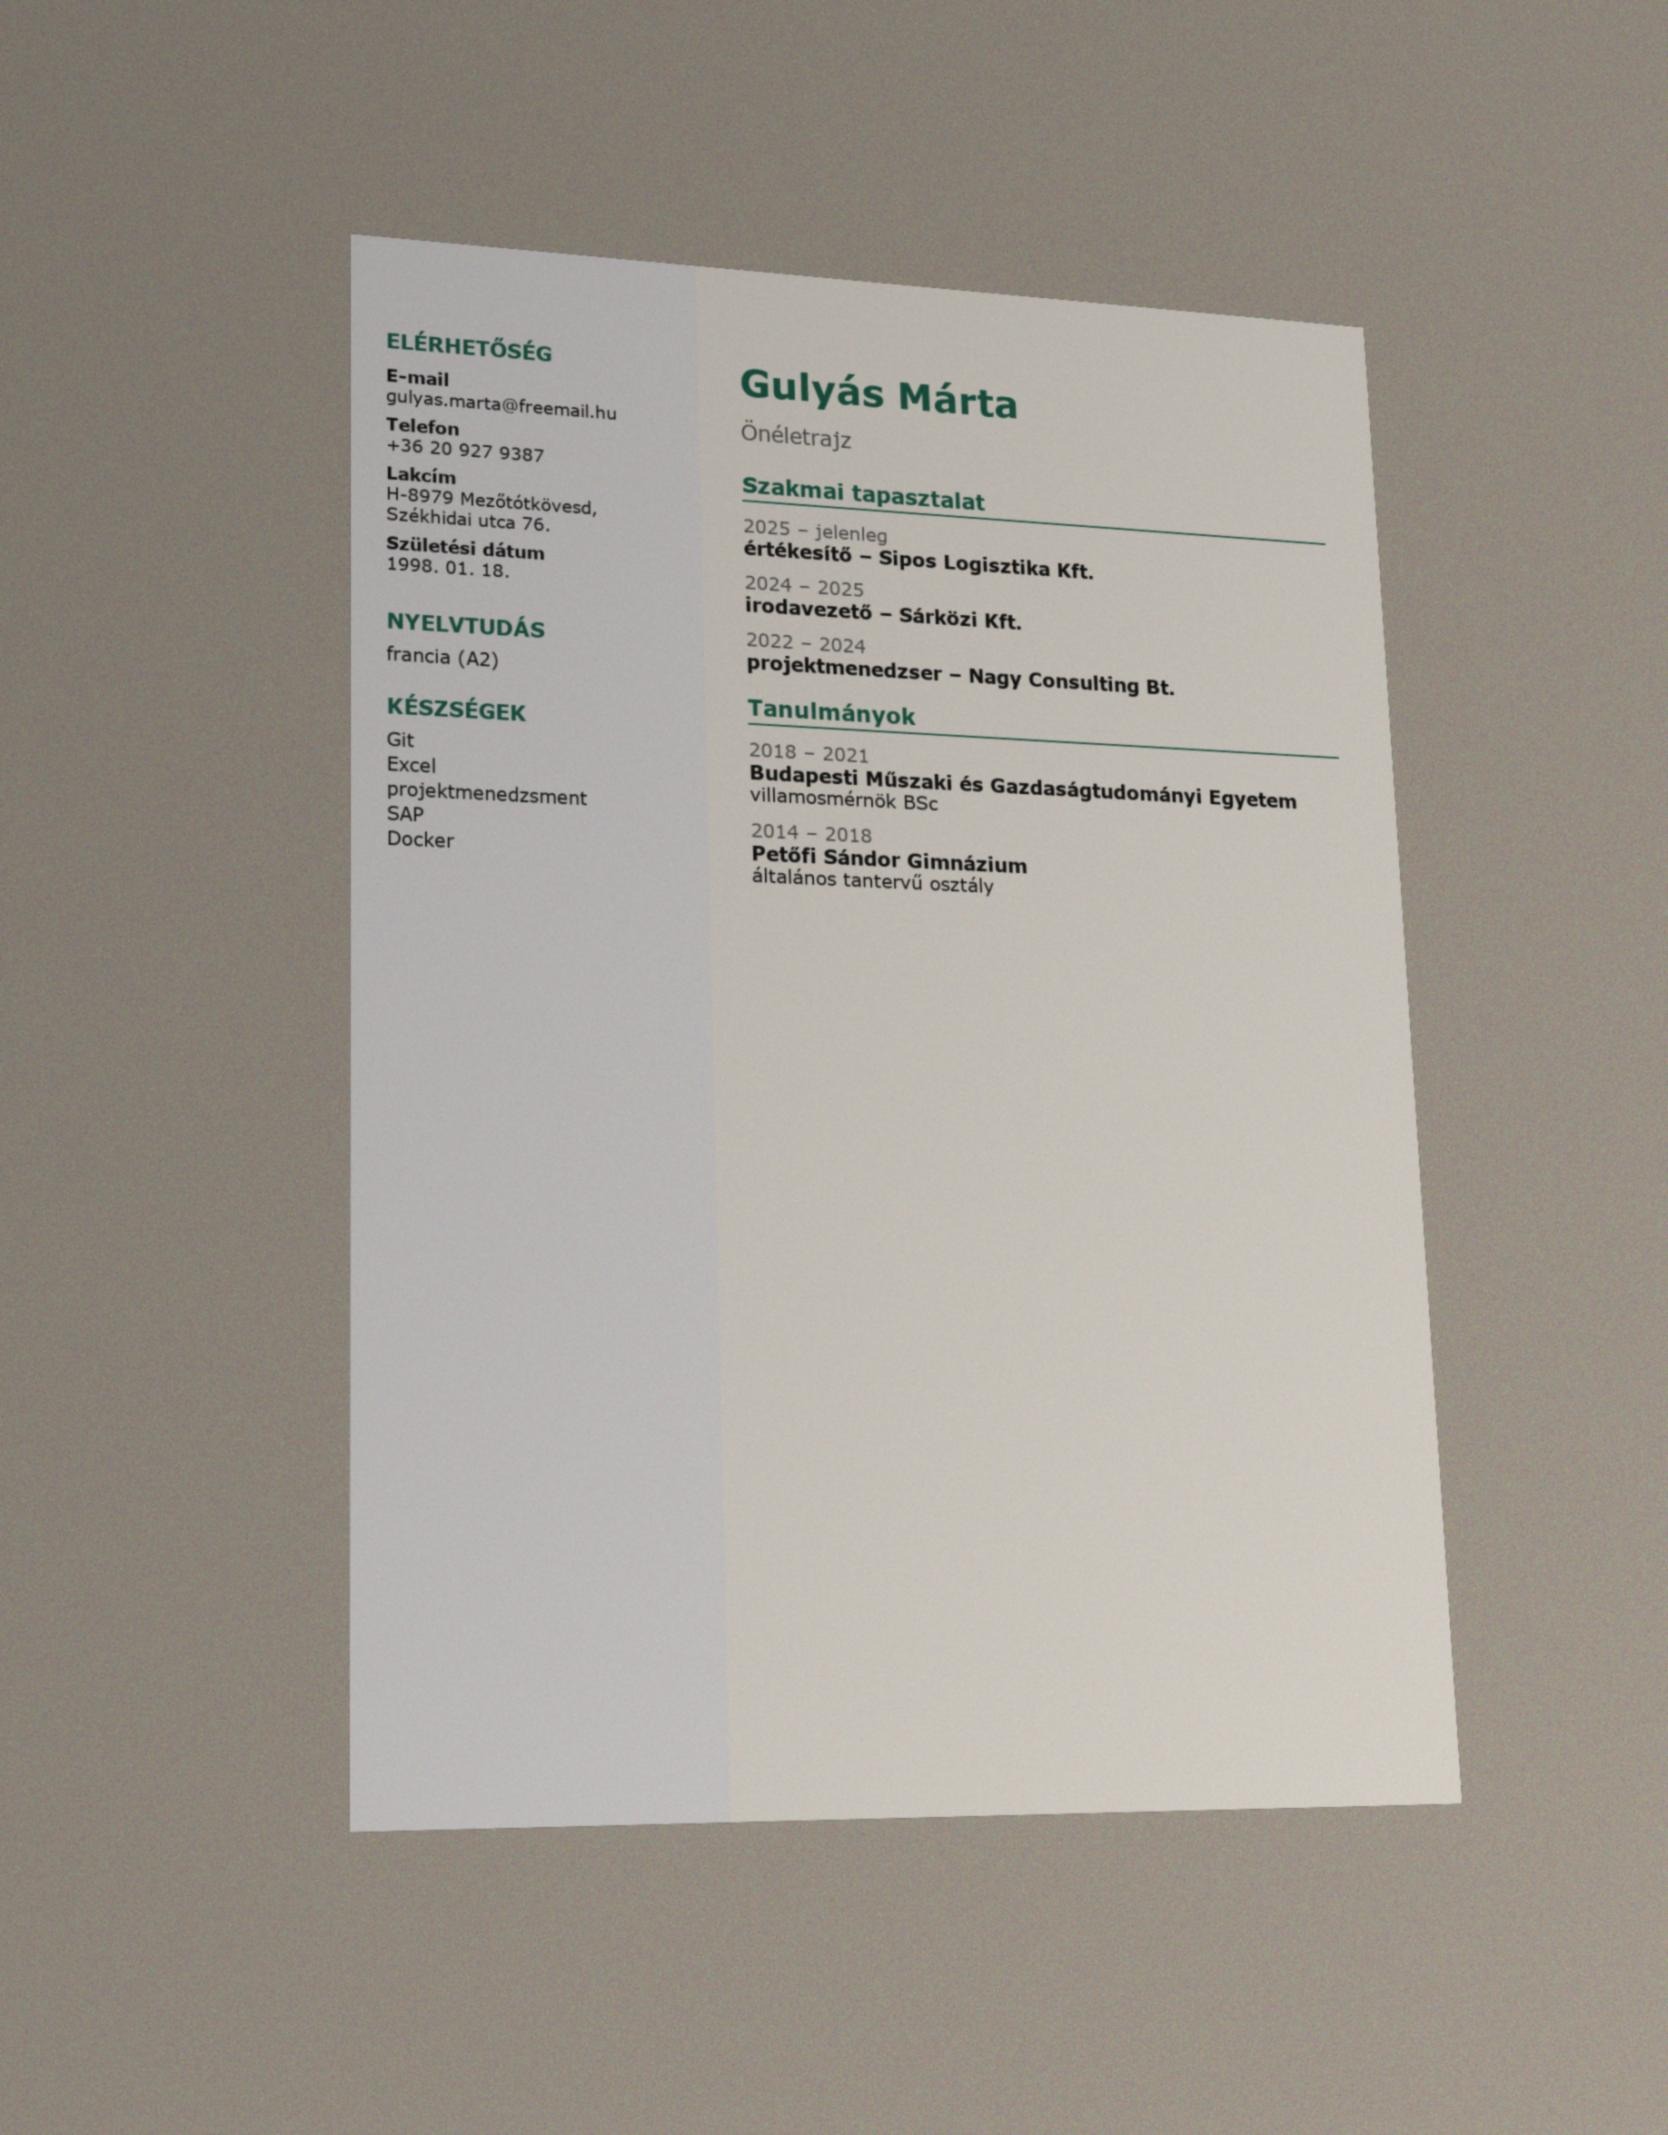 ELÉRHETŐSÉG
E-mail
gulyas.marta@freemail.hu
Telefon
+36 20 927 9387
Lakcím
H-8979 Mezőtótkövesd,
Székhidai utca 76.
Születési dátum
1998. 01. 18.
NYELVTUDÁS
francia (A2)
KÉSZSÉGEK
Git
Excel
projektmenedzsment
SAP
Docker
Gulyás Márta
Önéletrajz
Szakmai tapasztalat
2025 – jelenleg
értékesítő – Sipos Logisztika Kft.
2024 – 2025
irodavezető – Sárközi Kft.
2022 – 2024
projektmenedzser – Nagy Consulting Bt.
Tanulmányok
2018 – 2021
Budapesti Műszaki és Gazdaságtudományi Egyetem
villamosmérnök BSc
2014 – 2018
Petőfi Sándor Gimnázium
általános tantervű osztály